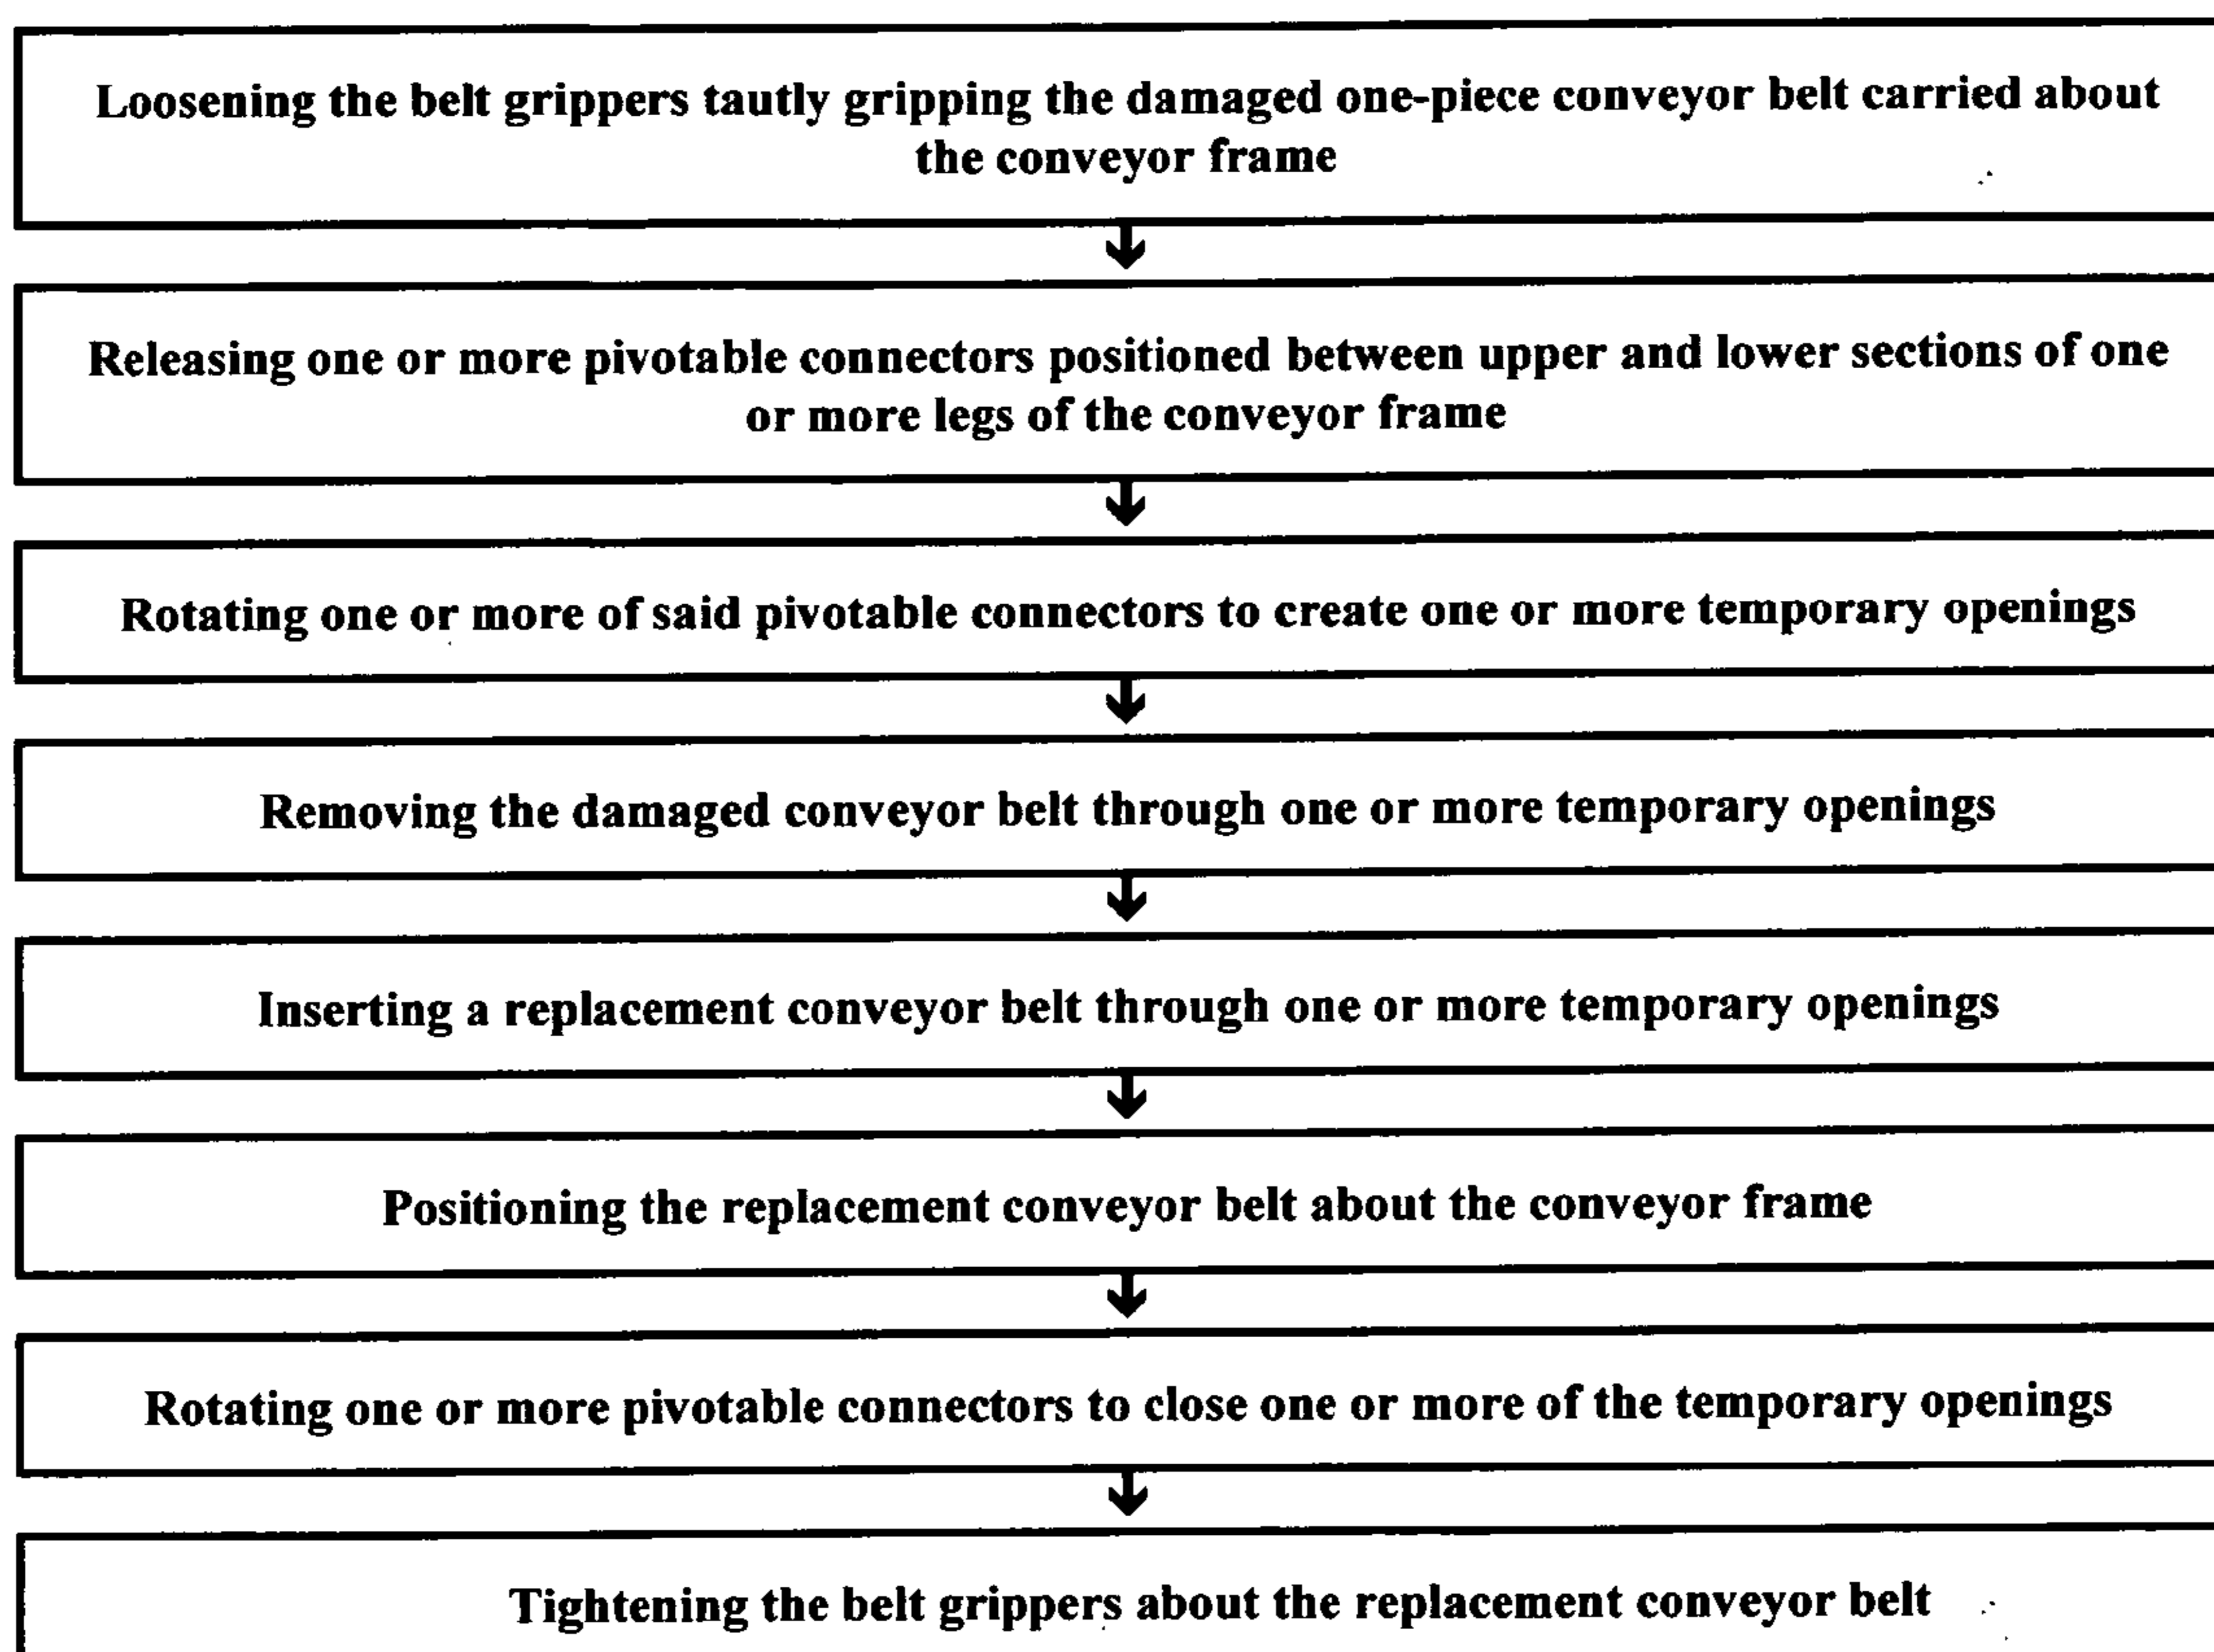 Loosening the belt grippers tautly gripping the damaged one-piece conveyor belt carried about
the conveyor frame
Releasing one or more pivotable connectors positioned between upper and lower sections of one
or more legs of the conveyor frame
Rotating one or more of said pivotable connectors to create one or more temporary openings
Removing the damaged conveyor belt through one or more temporary openings
Inserting a replacement conveyor belt through one or more temporary openings
Positioning the replacement conveyor belt about the conveyor frame
Rotating one or more pivotable connectors to close one or more of the temporary openings
Tightening the belt grippers about the replacement conveyor belt